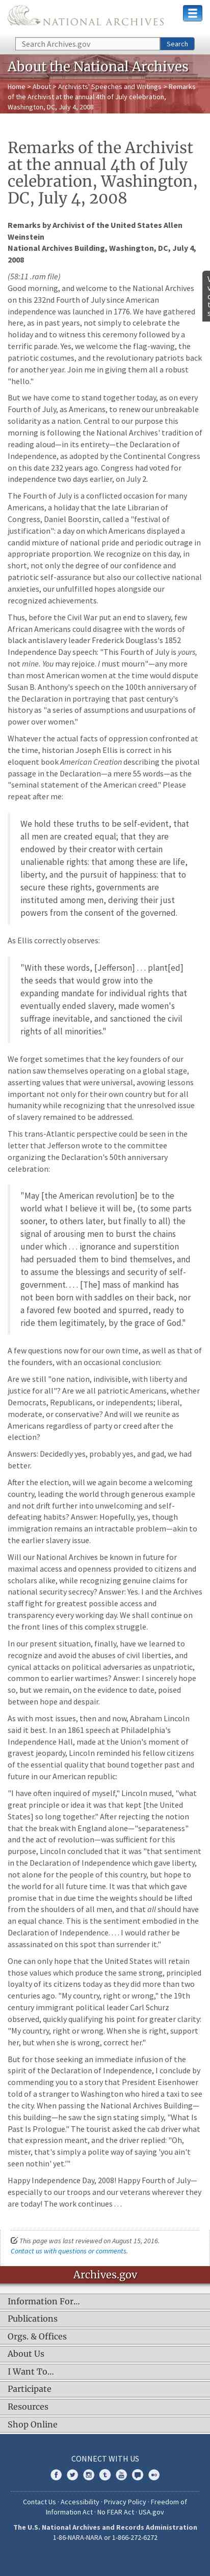 NATIONAL ARCHIVES
Search Archives.gov
Search
About the National Archives
Home > About > Archivists' Speeches and Writings > Remarks
of the Archivist at the annual 4th of July celebration,
Washington, DC, July 4, 2008
Remarks of the Archivist
at the annual 4th of July
celebration, Washington,
DC, July 4, 2008
Remarks by Archivist of the United States Allen
Weinstein
National Archives Building, Washington, DC, July 4,
2008
(58:11 .ram file)
Good morning, and welcome to the National Archives
on this 232nd Fourth of July since American
independence was launched in 1776. We have gathered
here, as in past years, not simply to celebrate the
holiday but to witness this ceremony followed by a
terrific parade. Yes, we welcome the flag-waving, the
patriotic costumes, and the revolutionary patriots back
for another year. Join me in giving them all a rousing
"hello."
But we have come to stand together today, as on every
Fourth of July, as Americans, to renew our unbreakable
solidarity as a nation. Central to our purpose this
morning is following the National Archives' tradition of
reading aloud—in its entirety—the Declaration of
Independence, as adopted by the Continental Congress
on this date 232 years ago. Congress had voted for
independence two days earlier, on July 2.
The Fourth of July is a conflicted occasion for many
Americans, a holiday that the late Librarian of
Congress, Daniel Boorstin, called a "festival of
justification": a day on which Americans displayed a
candid mixture of national pride and periodic outrage in
appropriate proportion. We recognize on this day, in
short, not only the degree of our continued national and
patriotic self-assurance but also our collective national
anxieties, our unfulfilled hopes alongside our
recognized achievements.
Thus, before the Civil War put an end to slavery, few
African Americans would disagree with the words of
black antislavery leader Frederick Douglass's 1852
Independence Day speech: "This Fourth of July is yours,
not mine. You may rejoice. I must mourn"—any more
than most American women at the time would dispute
Susan B. Anthony's speech on the 100th anniversary of
the Declaration in portraying that past century's
history as "a series of assumptions and usurpations of
power over women."
Whatever the actual facts of oppression confronted at
the time, historian Joseph Ellis is correct in his
eloquent book American Creation describing the pivotal
passage in the Declaration—a mere 55 words—as the
"seminal statement of the American creed." Please
repeat after me:
We hold these truths to be self-evident, that
all men are created equal; that they are
endowed by their creator with certain
unalienable rights: that among these are life,
liberty, and the pursuit of happiness: that to
secure these rights, governments are
instituted among men, deriving their just
powers from the consent of the governed.
As Ellis correctly observes:
"With these words, [Jefferson] . . . plant[ed]
the seeds that would grow into the
expanding mandate for individual rights that
eventually ended slavery, made women's
suffrage inevitable, and sanctioned the civil
rights of all minorities."
We forget sometimes that the key founders of our
nation saw themselves operating on a global stage,
asserting values that were universal, avowing lessons
important not only for their own country but for all
humanity while recognizing that the unresolved issue
of slavery remained to be addressed.
This trans-Atlantic perspective could be seen in the
letter that Jefferson wrote to the committee
organizing the Declaration's 50th anniversary
celebration:
"May [the American revolution] be to the
world what I believe it will be, (to some parts
sooner, to others later, but finally to all) the
signal of arousing men to burst the chains
under which . . . ignorance and superstition
had persuaded them to bind themselves, and
to assume the blessings and security of self-
government. . . . [The] mass of mankind has
not been born with saddles on their back, nor
a favored few booted and spurred, ready to
ride them legitimately, by the grace of God."
A few questions now for our own time, as well as that of
the founders, with an occasional conclusion:
Are we still "one nation, indivisible, with liberty and
justice for all"? Are we all patriotic Americans, whether
Democrats, Republicans, or independents; liberal,
moderate, or conservative? And will we reunite as
Americans regardless of party or creed after the
election?
Answers: Decidedly yes, probably yes, and gad, we had
better.
After the election, will we again become a welcoming
country, leading the world through generous example
and not drift further into unwelcoming and self-
defeating habits? Answer: Hopefully, yes, though
immigration remains an intractable problem—akin to
the earlier slavery issue.
Will our National Archives be known in future for
maximal access and openness provided to citizens and
scholars alike, while recognizing genuine claims for
national security secrecy? Answer: Yes. I and the Archives
staff fight for greatest possible access and
transparency every working day. We shall continue on
the front lines of this complex struggle.
In our present situation, finally, have we learned to
recognize and avoid the abuses of civil liberties, and
cynical attacks on political adversaries as unpatriotic,
common to earlier wartimes? Answer: I sincerely hope
so, but we remain, on the evidence to date, poised
between hope and despair.
As with most issues, then and now, Abraham Lincoln
said it best. In an 1861 speech at Philadelphia's
Independence Hall, made at the Union's moment of
gravest jeopardy, Lincoln reminded his fellow citizens
of the essential quality that bound together past and
future in our American republic:
"I have often inquired of myself," Lincoln mused, "what
great principle or idea it was that kept [the United
States] so long together." After rejecting the notion
that the break with England alone—"separateness"
and the act of revolution—was sufficient for this
purpose, Lincoln concluded that it was the "sentiment
in the Declaration of Independence which gave liberty,
not alone for the people of this country, but hope to
the world for all future time. It was that which gave
promise that in due time the weights should be lifted
from the shoulders of all men, and that all should have
an equal chance. This is the sentiment embodied in the
Declaration of Independence. . . . I would rather be
assassinated on this spot than surrender it."
One can only hope that the United States will retain
those values which produce the same strong, principled
loyalty of its citizens today as they did more than two
centuries ago. "My country, right or wrong," the 19th
century immigrant political leader Carl Schurz
observed, quickly qualifying his point for greater clarity:
"My country, right or wrong. When she is right, support
her, but when she is wrong, correct her."
But for those seeking an immediate infusion of the
spirit of the Declaration of Independence, I conclude by
commending you to a story that President Eisenhower
told of a stranger to Washington who hired a taxi to see
the city. When passing the National Archives Building—
this building—he saw the sign stating simply, "What Is
Past Is Prologue." The tourist asked the cab driver what
that expression meant, and the driver replied: "Oh,
mister, that's simply a polite way of saying 'you ain't
seen nothin' yet.'"
Happy Independence Day, 2008! Happy Fourth of July—
especially to our troops and our veterans wherever they
are today! The work continues . . .
This page was last reviewed on August 15, 2016.
Contact us with questions or comments.
Archives.gov
Information For…
Publications
Orgs. & Offices
About Us
I Want To…
Participate
Resources
Shop Online
CONNECT WITH US
Contact Us · Accessibility · Privacy Policy · Freedom of
Information Act · No FEAR Act · USA.gov
The U.S. National Archives and Records Administration
1-86-NARA-NARA or 1-866-272-6272